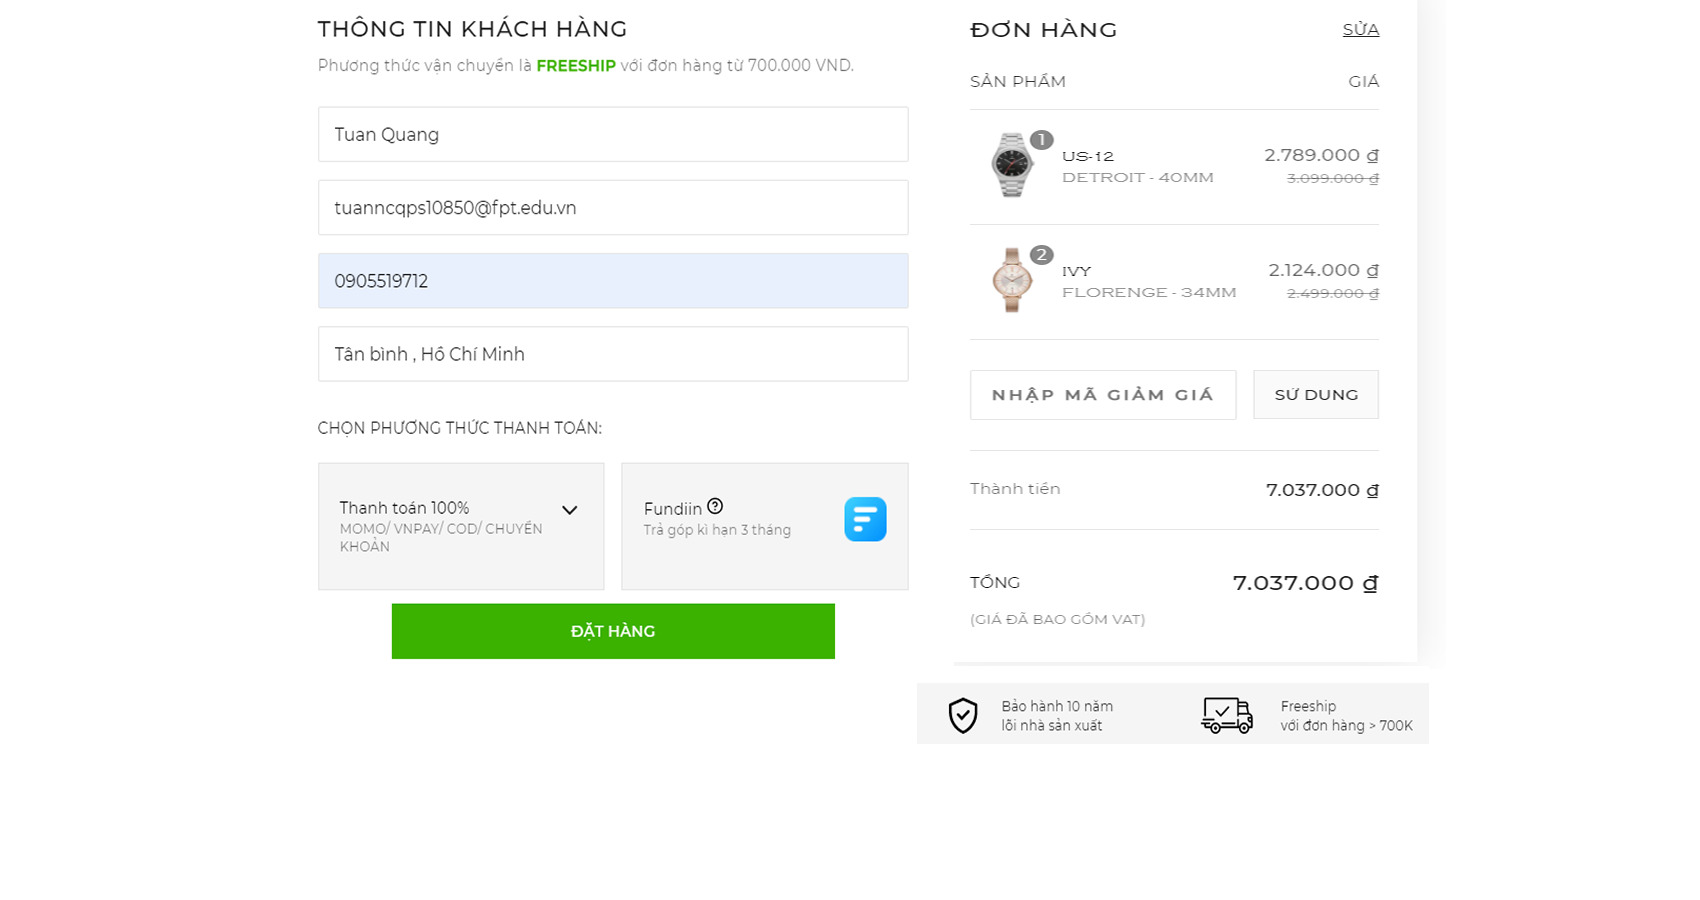 THÔNG TIN KHÁCH HÀNG
Phương thức vận chuyển là FREESHIP với đơn hàng từ 700.000 VND.
Tuan Quang
tuanncqps10850@fpt.edu.vn
0905519712
Tân bình , Hồ Chí Minh
CHỌN PHƯƠNG THỨC THANH TOÁN:
Thanh toán 100%
MOMO/ VNPAY/ COD/ CHUYỂN
KHOẢN
Fundiin ?
Trả góp kì hạn 3 tháng
ĐẶT HÀNG
ĐƠN HÀNG
SỬA
SẢN PHẨM
GIÁ
1
US-12
DETROIT - 40MM
2.789.000 ₫
3.099.000 ₫
2
IVY
FLORENGE - 34MM
2.124.000 ₫
2.499.000 ₫
NHẬP MÃ GIẢM GIÁ
SỬ DUNG
Thành tiền
7.037.000 ₫
TỔNG
7.037.000 ₫
(GIÁ ĐÃ BAO GỒM VAT)
Bảo hành 10 năm
lỗi nhà sản xuất
Freeship
với đơn hàng > 700K